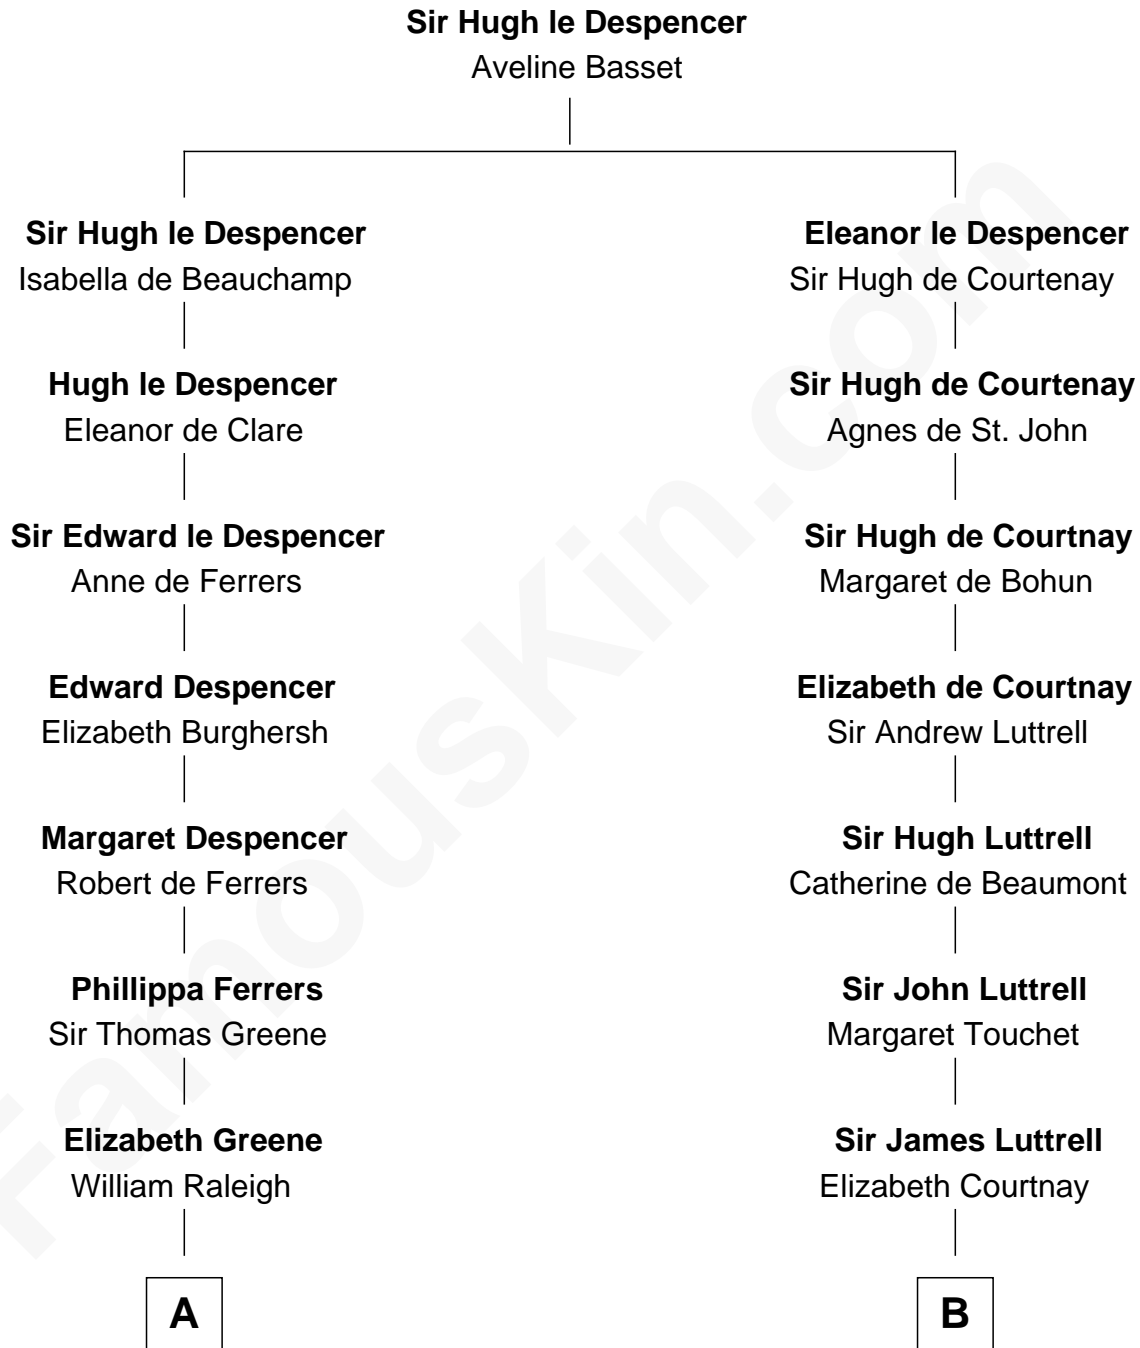 Sir Hugh le Despencer
Aveline Basset
Sir Hugh le Despencer
Isabella de Beauchamp
Eleanor le Despencer
Sir Hugh de Courtenay
Hugh le Despencer
Eleanor de Clare
Sir Hugh de Courtenay
Agnes de St. John
Sir Edward le Despencer
Anne de Ferrers
Sir Hugh de Courtnay
Margaret de Bohun
Edward Despencer
Elizabeth Burghersh
Elizabeth de Courtnay
Sir Andrew Luttrell
Margaret Despencer
Robert de Ferrers
Sir Hugh Luttrell
Catherine de Beaumont
Phillippa Ferrers
Sir Thomas Greene
Sir John Luttrell
Margaret Touchet
Elizabeth Greene
William Raleigh
Sir James Luttrell
Elizabeth Courtnay
A
B
FamousKin.com